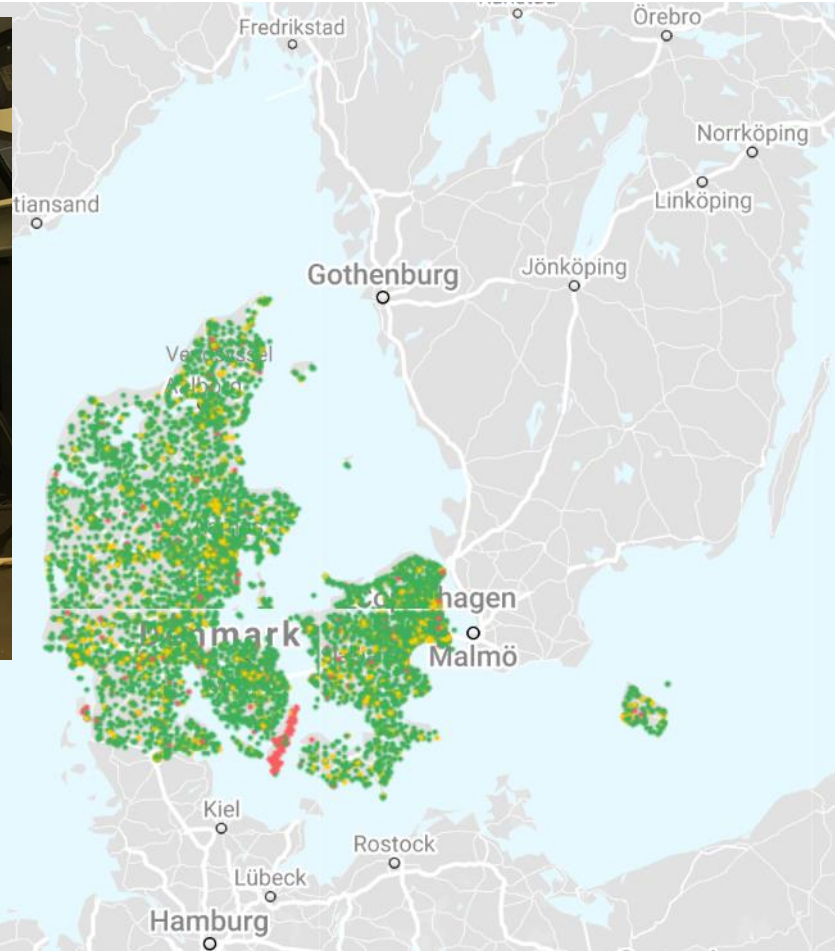 Fredrikstad
Örebro
Norrköping
Linköping
tiansand
Gothenburg
Jönköping
Malmö
Kiel
Rostock
Lübeck
Hamburg